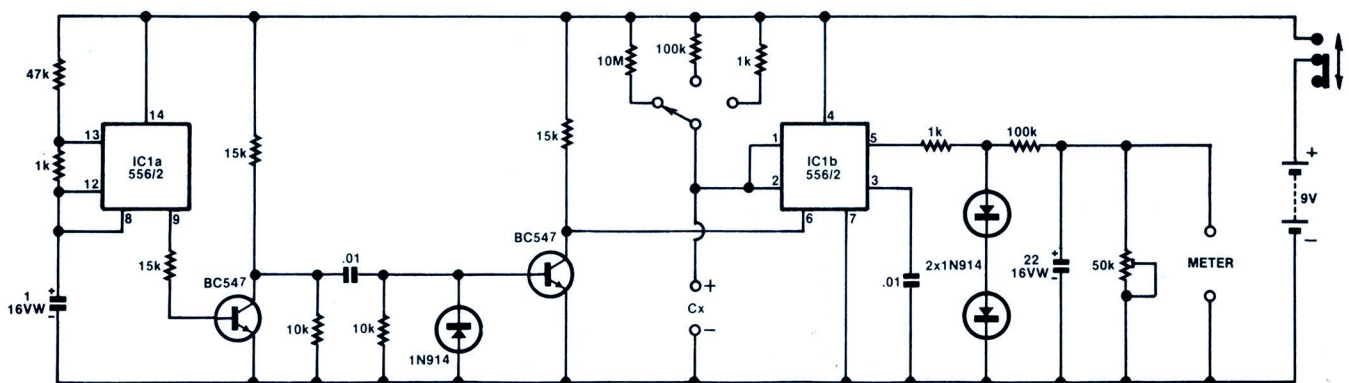 47k
13
1k
12
1
16VW
+
-
14
IC1a
556/2
8
9
15k
BC547
15k
10k
.01
10k
1N914
15k
BC547
10M
100k
1k
+
Cx
−
1
2
4
IC1b
556/2
5
3
6
7
1k
100k
.01
2x1N914
22
16VW
+
-
50k
METER
+
9V
−